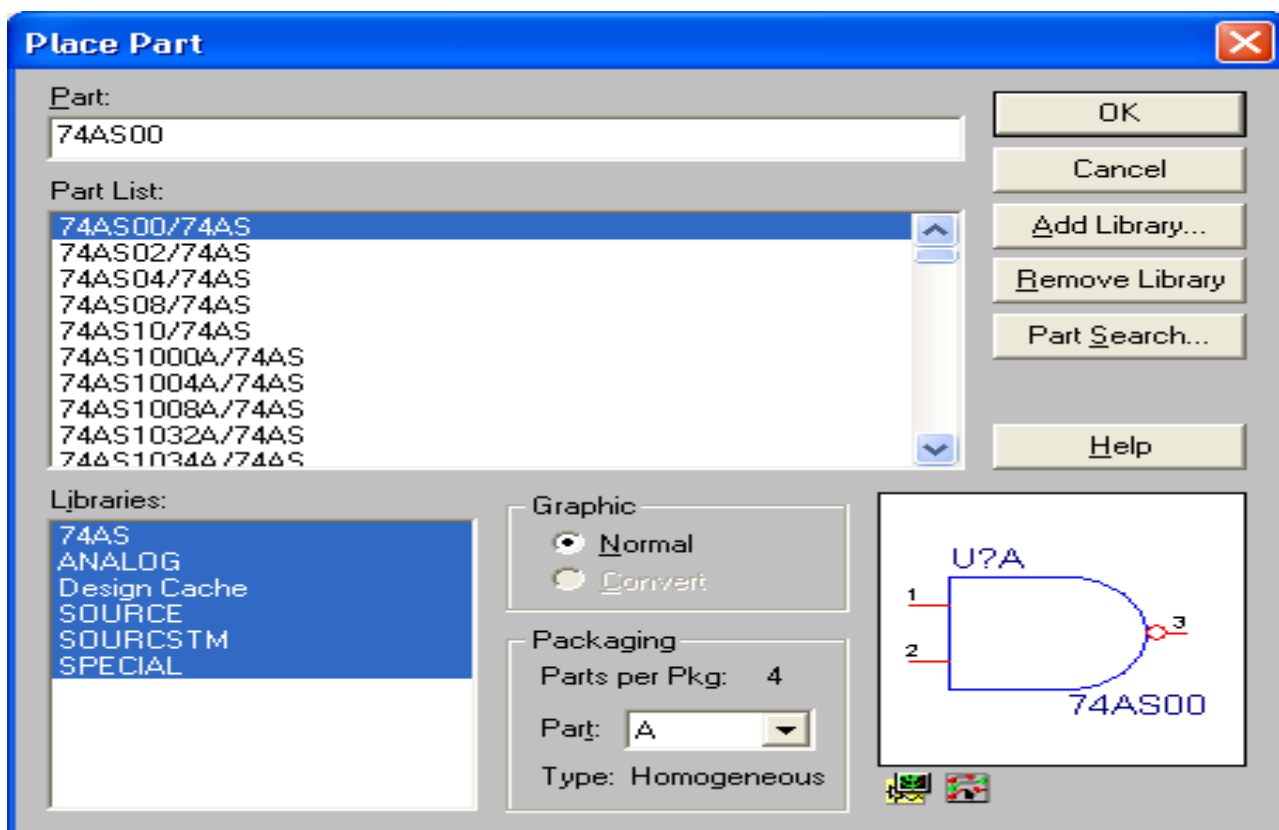 Place Part
Part:
74AS00
OK
Cancel
Part List:
74AS00/74AS
74AS02/74AS
74AS04/74AS
74AS08/74AS
74AS10/74AS
74AS1000A/74AS
74AS1004A/74AS
74AS1008A/74AS
74AS1032A/74AS
74AS1034A/74AS
Add Library...
Remove Library
Part Search...
Help
Libraries:
74AS
ANALOG
Design Cache
SOURCE
SOURCSTM
SPECIAL
Graphic
Normal
Convert
Packaging
Parts per Pkg: 4
Part: A
Type: Homogeneous
U?A
1
2
3
74AS00